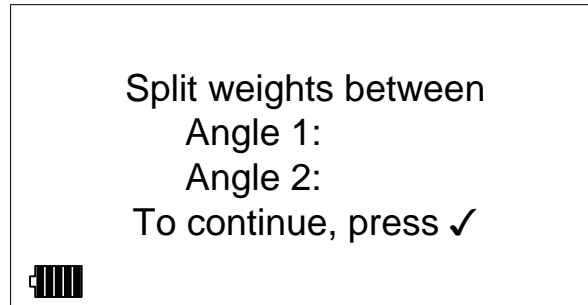 Split weights between
Angle 1:
Angle 2:
To continue, press ✓